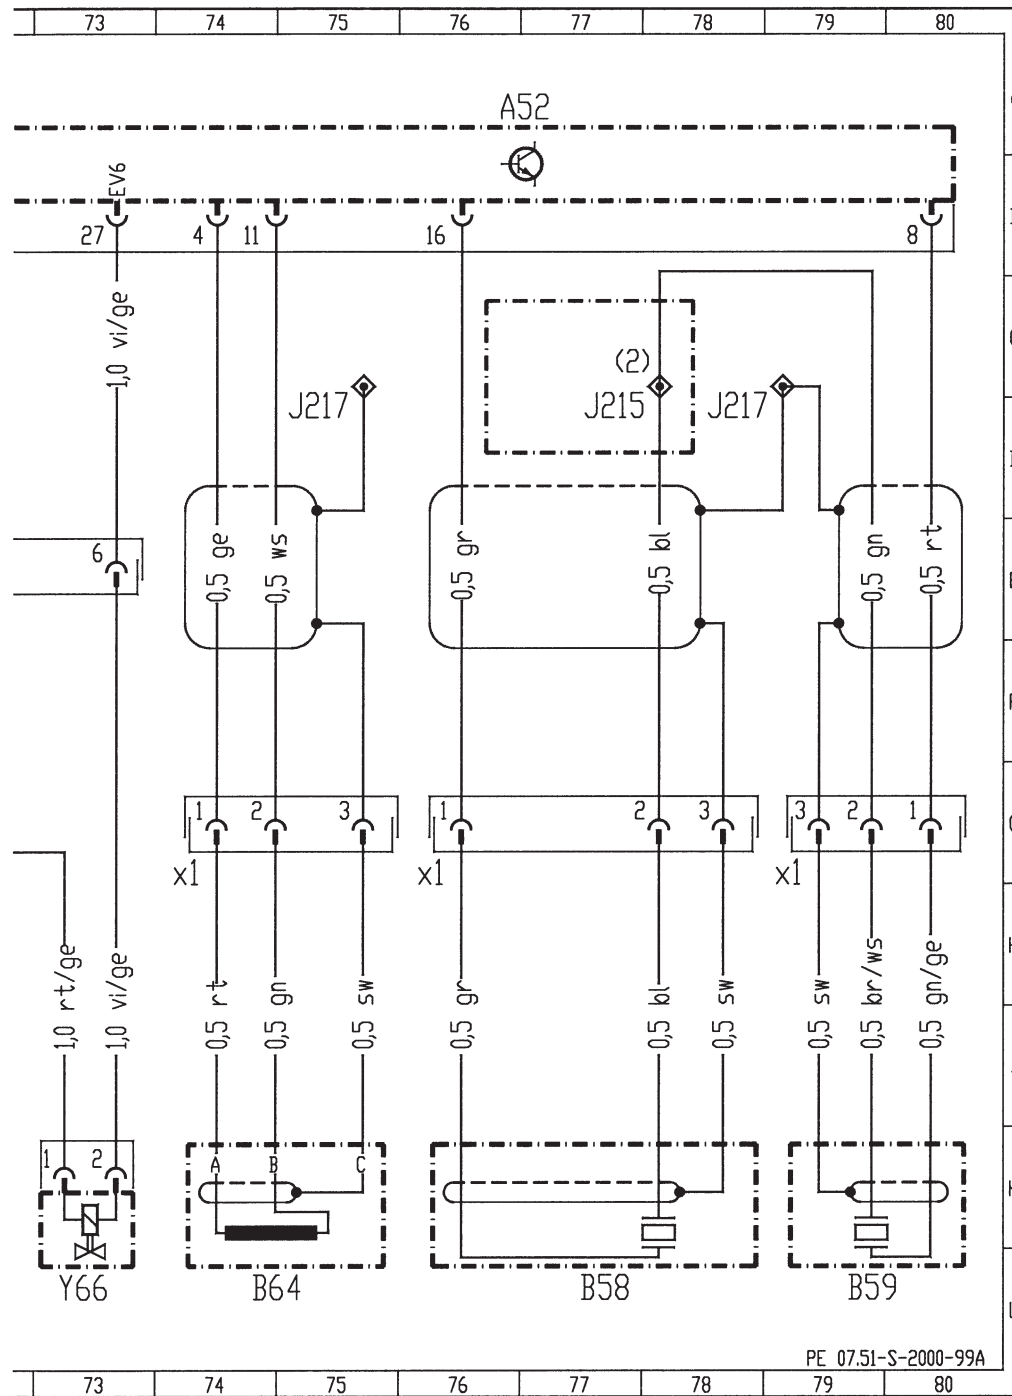 73 74 75 76 77 78 79 80
A52
EV6
27 4 11 16 8
1,0 vi/ge
(2)
J217 J215 J217
0,5 ge 0,5 ws 0,5 gr 0,5 bl 0,5 gn 0,5 rt
6
1 2 3 1 2 3 3 2 1
x1 x1 x1
1,0 rt/ge 1,0 vi/ge 0,5 rt 0,5 gn 0,5 sw 0,5 gr 0,5 bl 0,5 sw 0,5 sw 0,5 br/ws 0,5 gn/ge
1 2 A B C
Y66 B64 B58 B59
PE 07.51-S-2000-99A
73 74 75 76 77 78 79 80